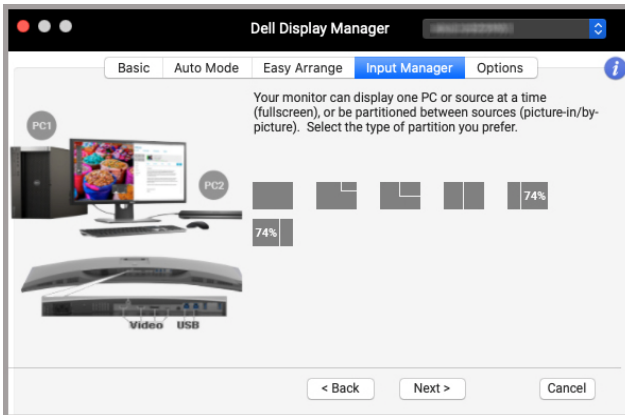 Dell Display Manager
Basic
Auto Mode
Easy Arrange
Input Manager
Options
i
Your monitor can display one PC or source at a time
(fullscreen), or be partitioned between sources (picture-in/by-
picture). Select the type of partition you prefer.
PC1
PC2
74%
74%
Video USB
< Back
Next >
Cancel